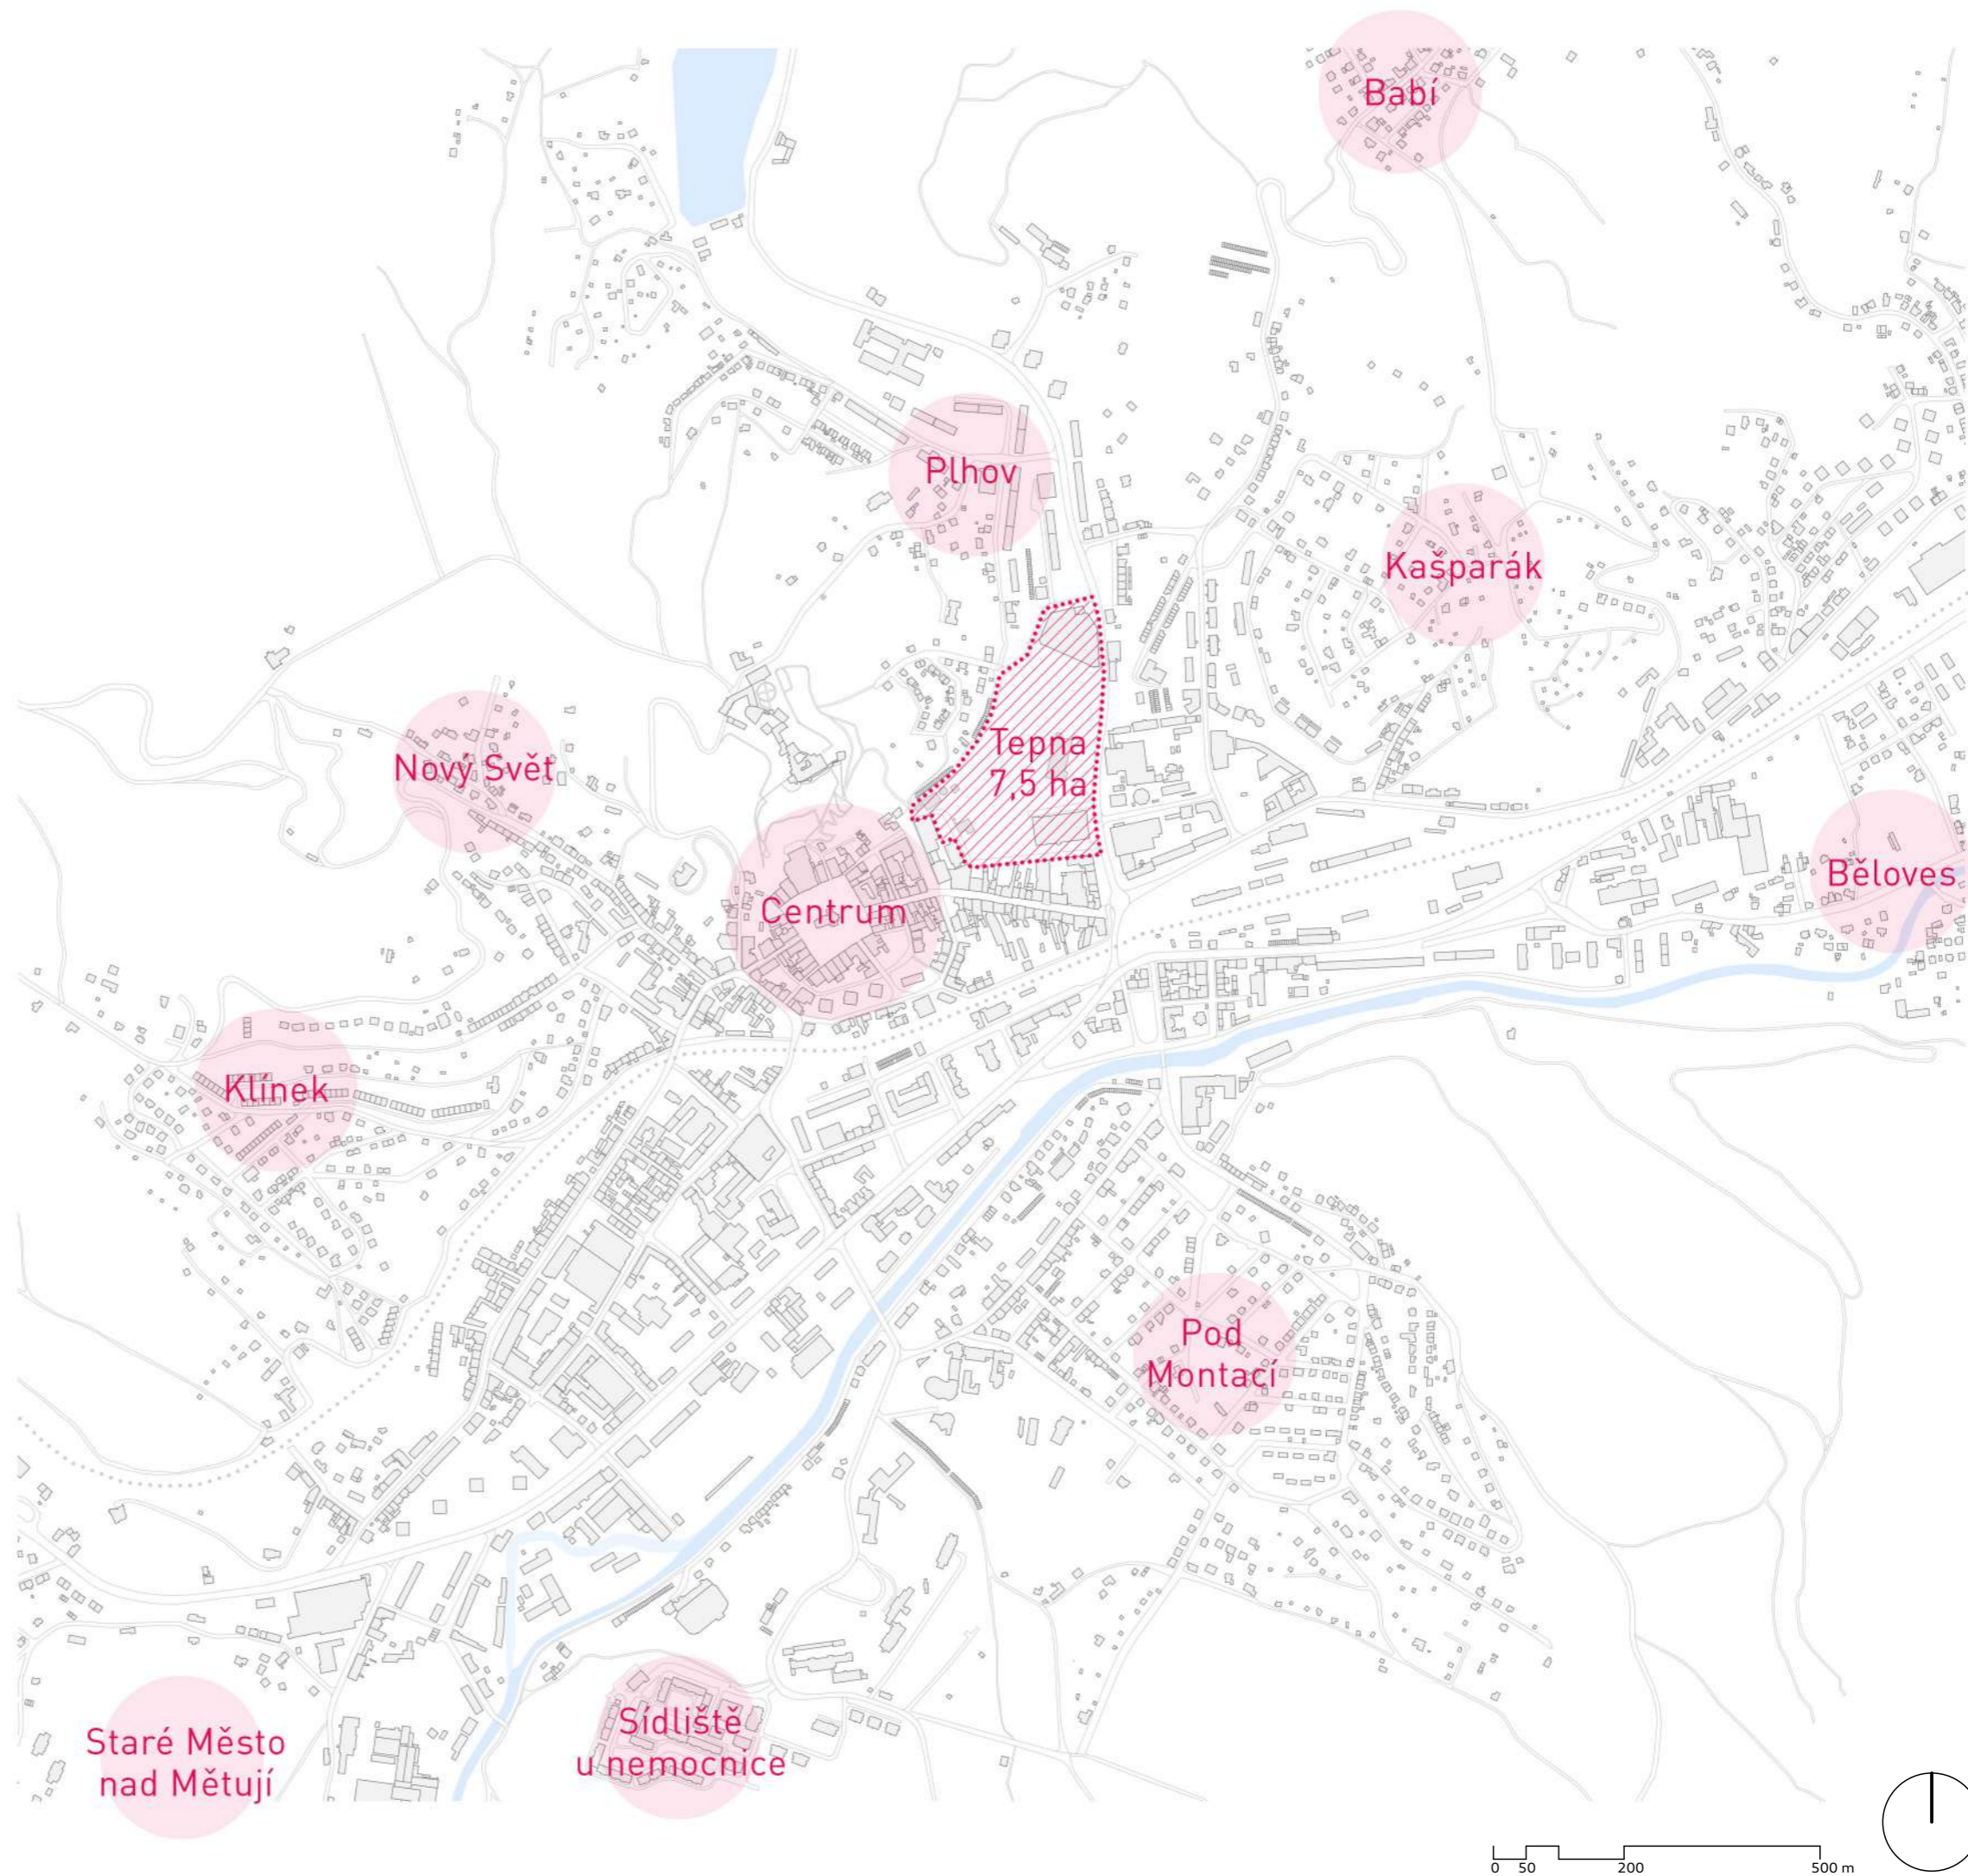 Babí
Plhov
Kašparák
Tepna
7,5 ha
Nový Svět
Běloves
Centrum
Klínek
Pod
Montací
Sídliště
u nemocnice
Staré Město
nad Mětují
0 50 200 500 m